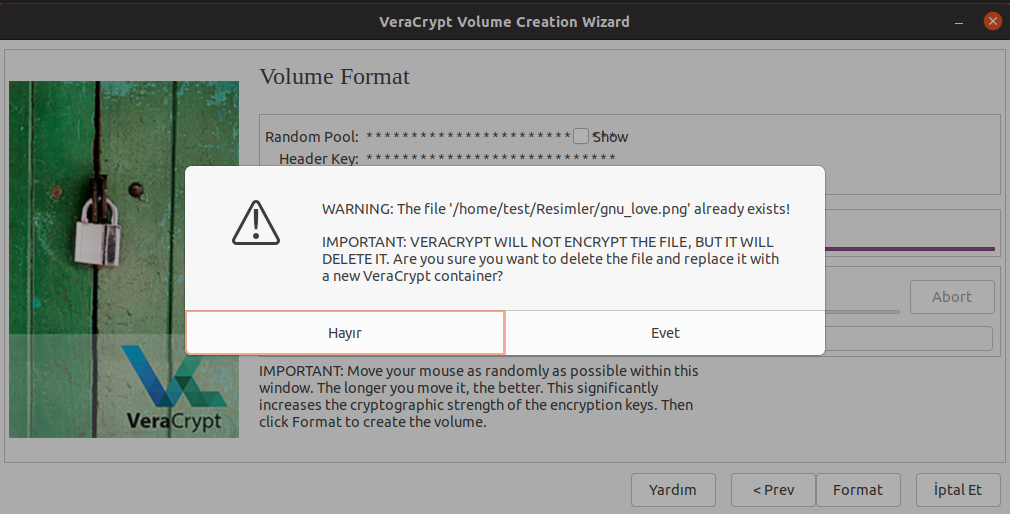 VeraCrypt Volume Creation Wizard
Volume Format
Random Pool: * * * * * * * * * * * * * * * * * * * * * * * Show
Header Key: * * * * * * * * * * * * * * * * * * * * * * * * * * * *
WARNING: The file '/home/test/Resimler/gnu_love.png' already exists!
IMPORTANT: VERACRYPT WILL NOT ENCRYPT THE FILE, BUT IT WILL
DELETE IT. Are you sure you want to delete the file and replace it with
a new VeraCrypt container?
Abort
Hayır
Evet
IMPORTANT: Move your mouse as randomly as possible within this
window. The longer you move it, the better. This significantly
increases the cryptographic strength of the encryption keys. Then
click Format to create the volume.
VeraCrypt
Yardım
< Prev
Format
İptal Et